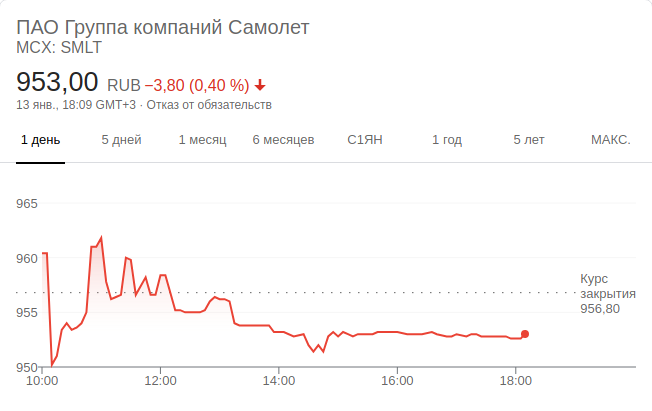 ПАО Группа компаний Самолет
MCX: SMLT
953,00 RUB −3,80 (0,40 %)
13 янв., 18:09 GMT+3 · Отказ от обязательств
1 день 5 дней 1 месяц 6 месяцев С1ЯН 1 год 5 лет МАКС.
965
960
Курс
закрытия
956,80
955
950
10:00 12:00 14:00 16:00 18:00